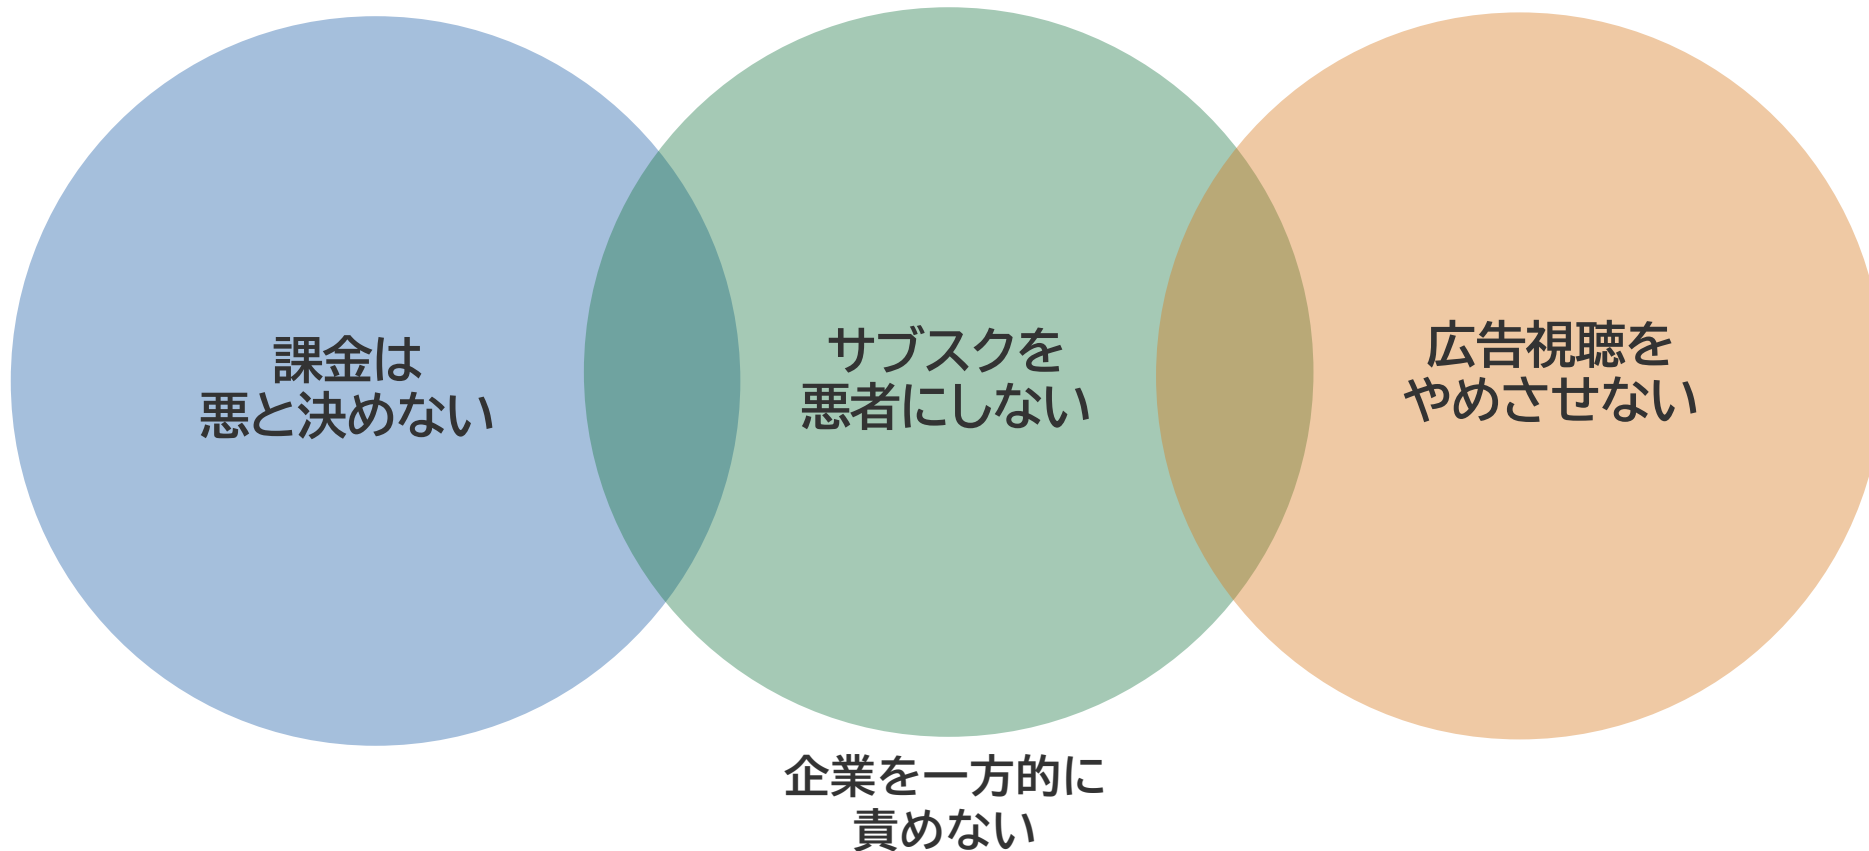 課金は
悪と決めない
サブスクを
悪者にしない
広告視聴を
やめさせない
企業を一方的に
責めない